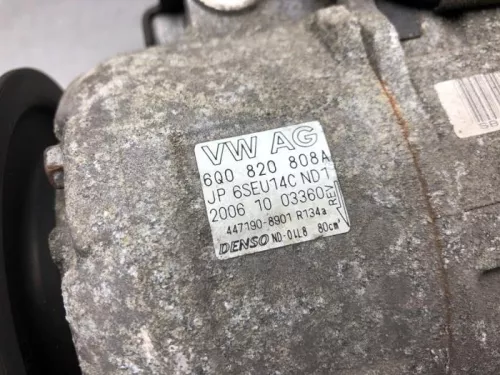 VW AG
6Q0 820 808A
JP 6SEU14C ND1
2006 10 03360
447190-8901 R134a
DENSO ND-OIL8 80cm³